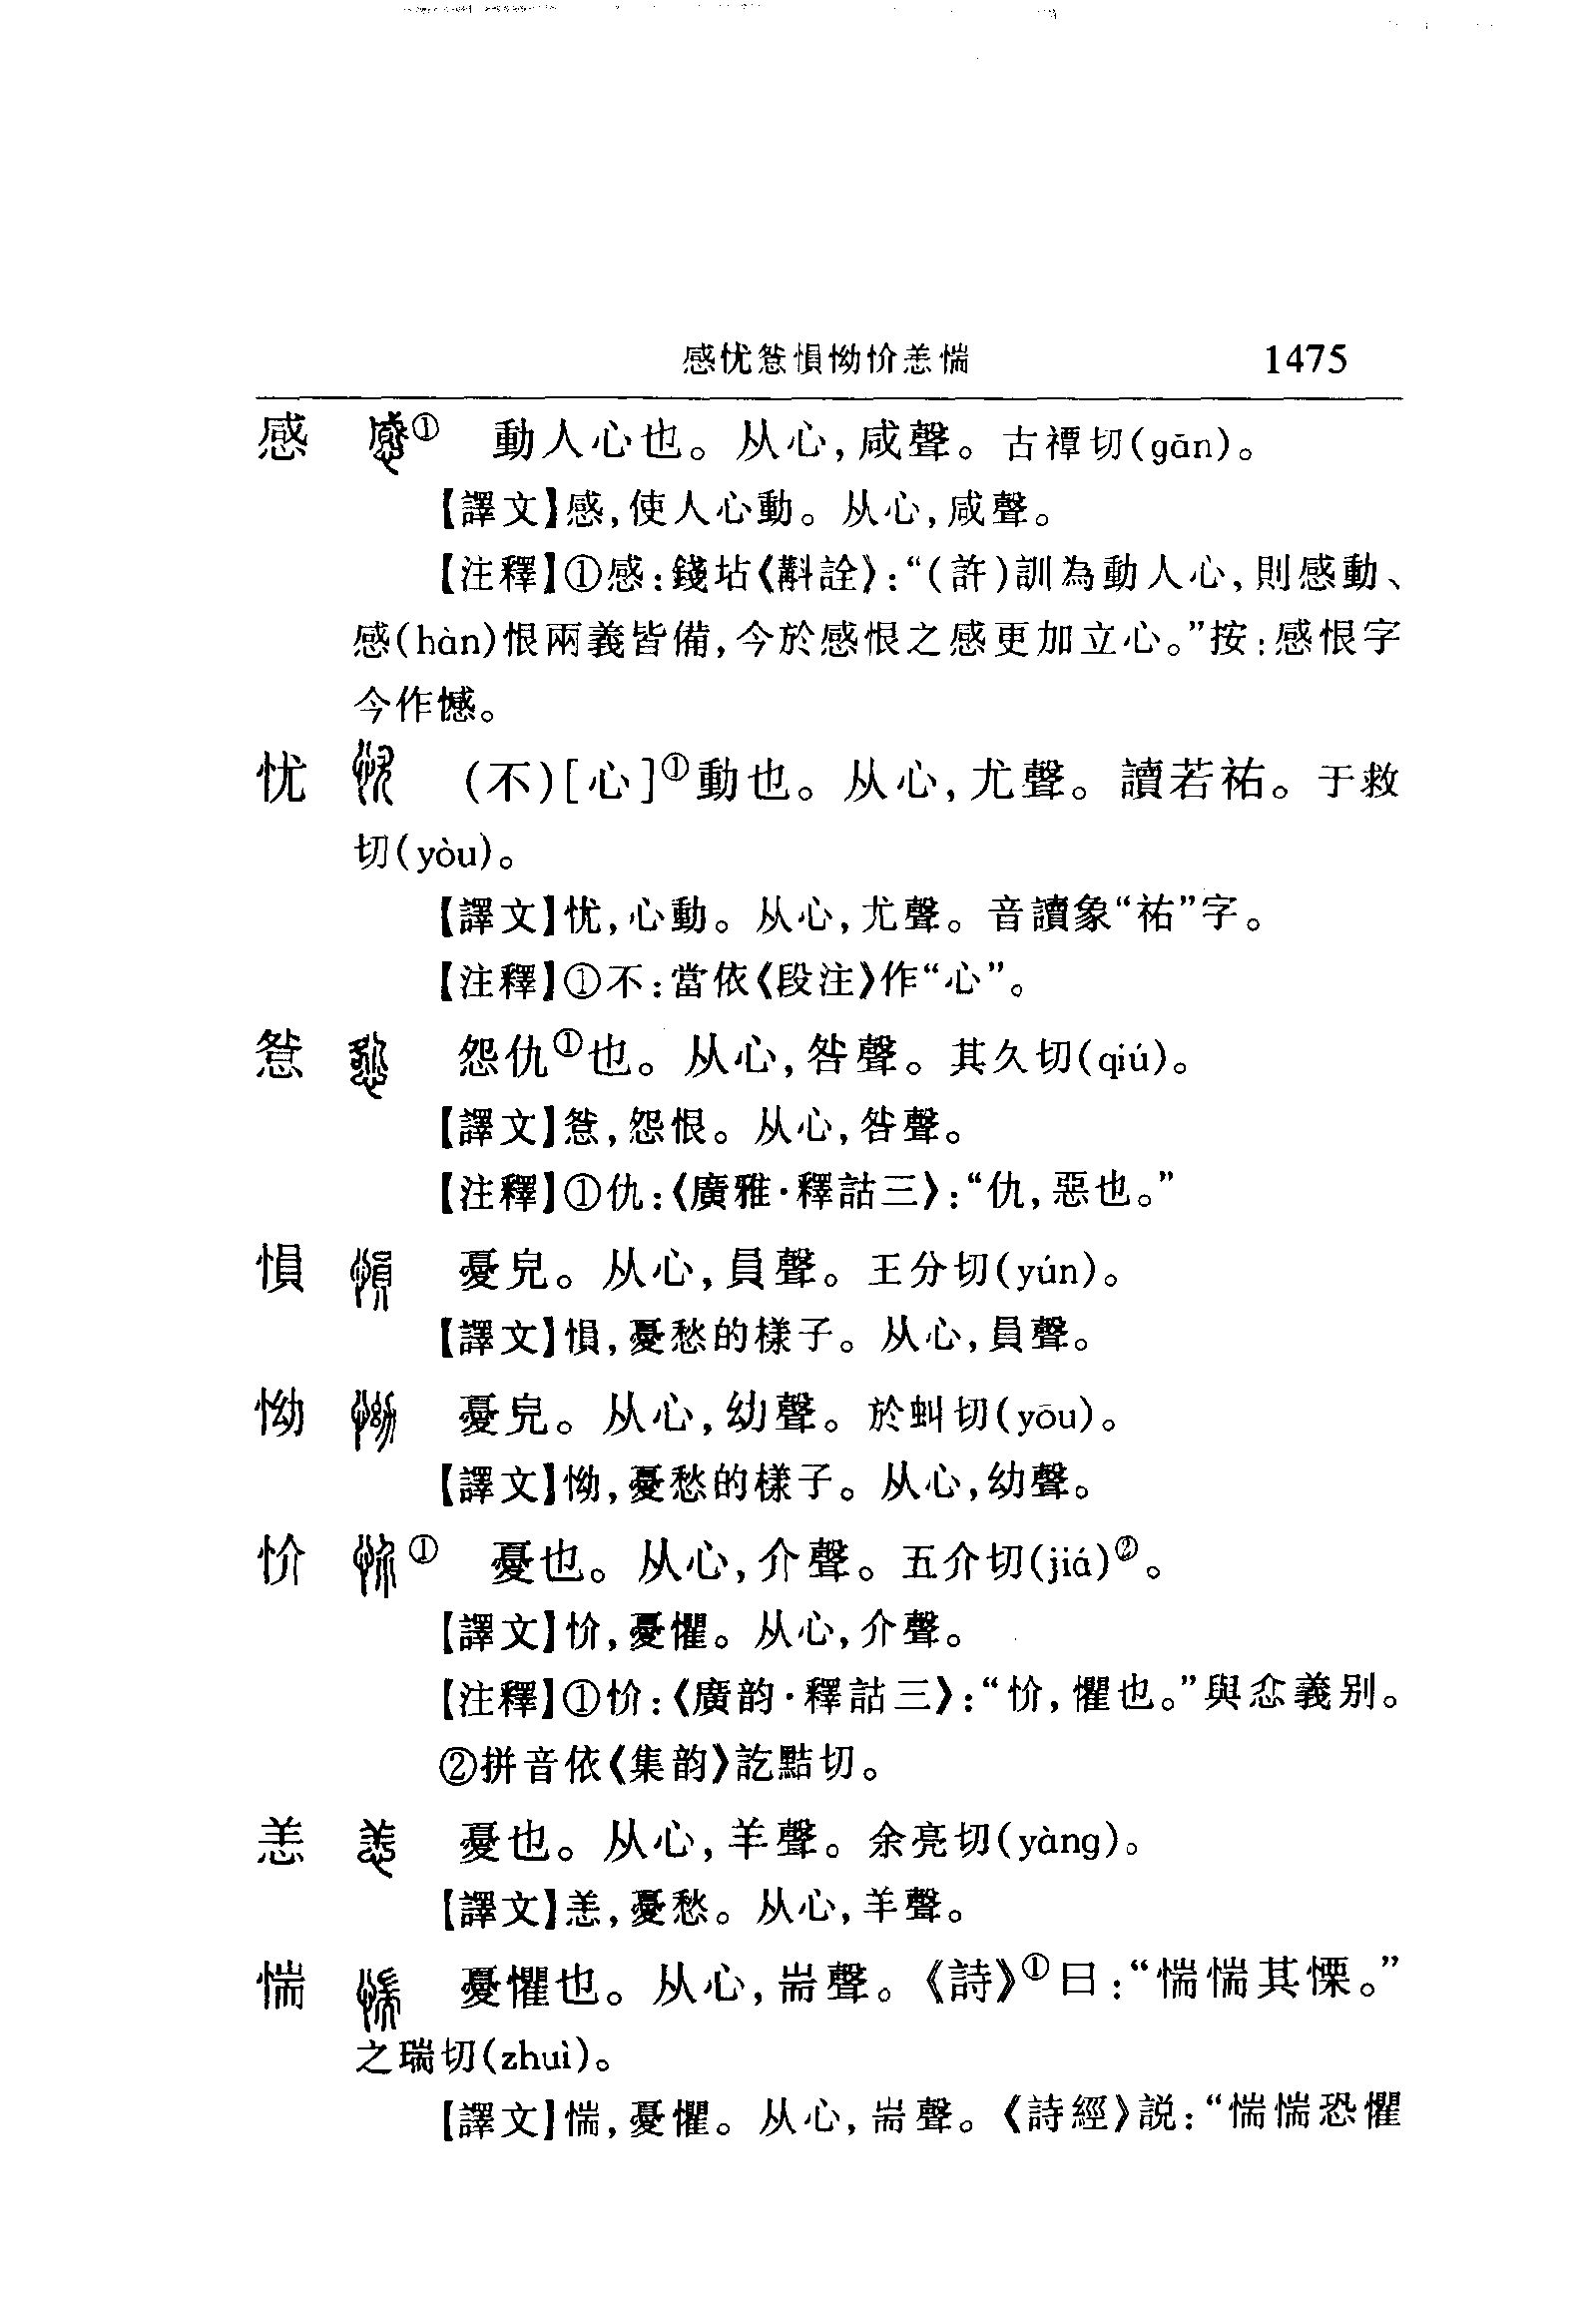 感忧惄愪怮忦恙惴 1475
感 ① 動人心也。从心,咸聲。古禫切(gǎn)。
【譯文】感,使人心動。从心,咸聲。
【注釋】①感:錢坫《斠詮》:“(許)訓為動人心,則感動、
感(hàn)恨兩義皆備,今於感恨之感更加立心。”按:感恨字
今作憾。
忧 (不)[心]①動也。从心,尤聲。讀若祐。于救
切(yòu)。
【譯文】忧,心動。从心,尤聲。音讀象“祐”字。
【注釋】①不:當依《段注》作“心”。
怨仇①也。从心,咎聲。其久切(qiú)。
【譯文】,怨恨。从心,咎聲。
【注釋】①仇:《廣雅·釋詁三》:“仇,惡也。”
愪 憂皃。从心,員聲。王分切(yún)。
【譯文】愪,憂愁的樣子。从心,員聲。
怮 憂皃。从心,幼聲。於虯切(yōu)。
【譯文】怮,憂愁的樣子。从心,幼聲。
忦 ① 憂也。从心,介聲。五介切(jiá)②。
【譯文】忦,憂懼。从心,介聲。
【注釋】①忦:《廣韵·釋詁三》:“忦,懼也。”與忿義别。
②拼音依《集韵》訖黠切。
恙 憂也。从心,羊聲。余亮切(yàng)。
【譯文】恙,憂愁。从心,羊聲。
惴 憂懼也。从心,耑聲。《詩》①曰:“惴惴其慄。”
之瑞切(zhuì)。
【譯文】惴,憂懼。从心,耑聲。《詩經》説:“惴惴恐懼